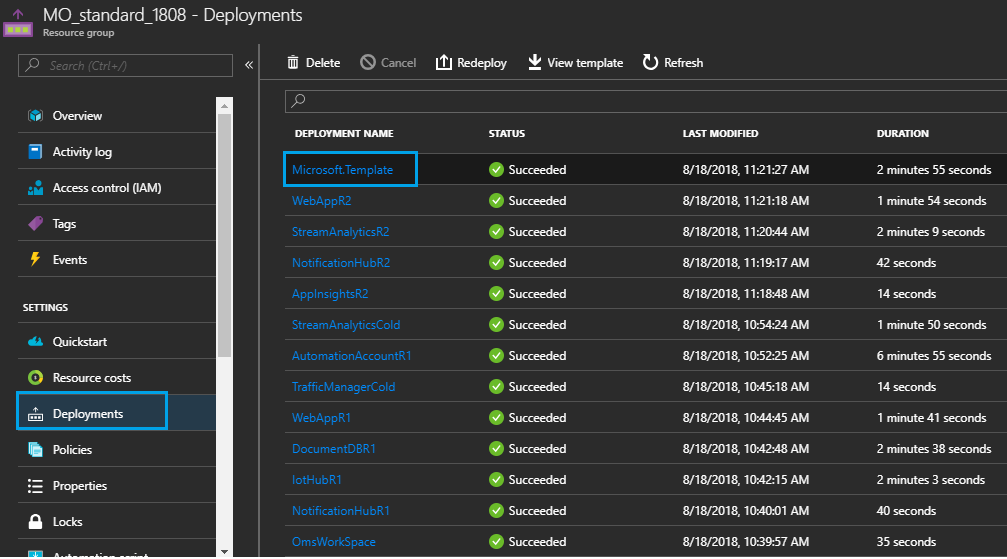 MO_standard_1808 - Deployments
Resource group
Search (Ctrl+/)
«
Overview
Activity log
Access control (IAM)
Tags
Events
SETTINGS
Quickstart
Resource costs
Deployments
Policies
Properties
Locks
Automation script
Delete Cancel Redeploy View template Refresh
DEPLOYMENT NAME STATUS LAST MODIFIED DURATION
Microsoft.Template Succeeded 8/18/2018, 11:21:27 AM 2 minutes 55 seconds
WebAppR2 Succeeded 8/18/2018, 11:21:18 AM 1 minute 54 seconds
StreamAnalyticsR2 Succeeded 8/18/2018, 11:20:44 AM 2 minutes 9 seconds
NotificationHubR2 Succeeded 8/18/2018, 11:19:17 AM 42 seconds
AppInsightsR2 Succeeded 8/18/2018, 11:18:48 AM 14 seconds
StreamAnalyticsCold Succeeded 8/18/2018, 10:54:24 AM 1 minute 50 seconds
AutomationAccountR1 Succeeded 8/18/2018, 10:52:25 AM 6 minutes 55 seconds
TrafficManagerCold Succeeded 8/18/2018, 10:45:18 AM 14 seconds
WebAppR1 Succeeded 8/18/2018, 10:44:45 AM 1 minute 41 seconds
DocumentDBR1 Succeeded 8/18/2018, 10:42:48 AM 2 minutes 38 seconds
IotHubR1 Succeeded 8/18/2018, 10:42:15 AM 2 minutes 3 seconds
NotificationHubR1 Succeeded 8/18/2018, 10:40:01 AM 40 seconds
OmsWorkSpace Succeeded 8/18/2018, 10:39:57 AM 35 seconds